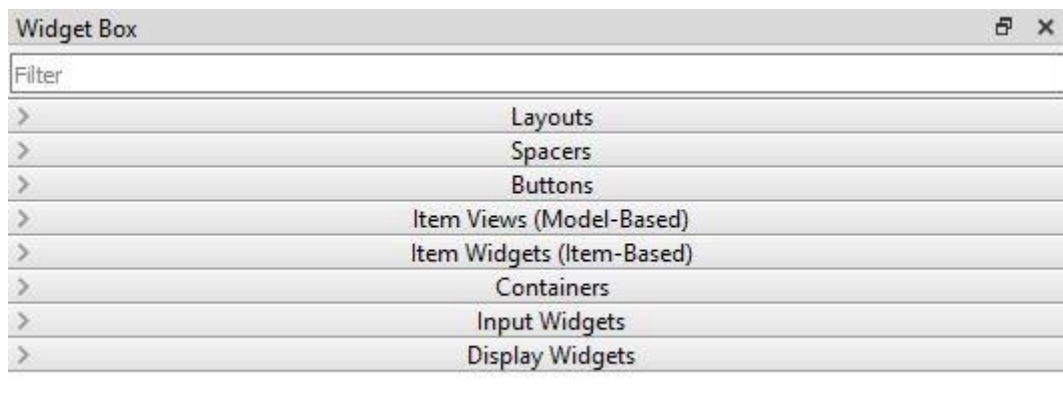 Widget Box
Filter
Layouts
Spacers
Buttons
Item Views (Model-Based)
Item Widgets (Item-Based)
Containers
Input Widgets
Display Widgets